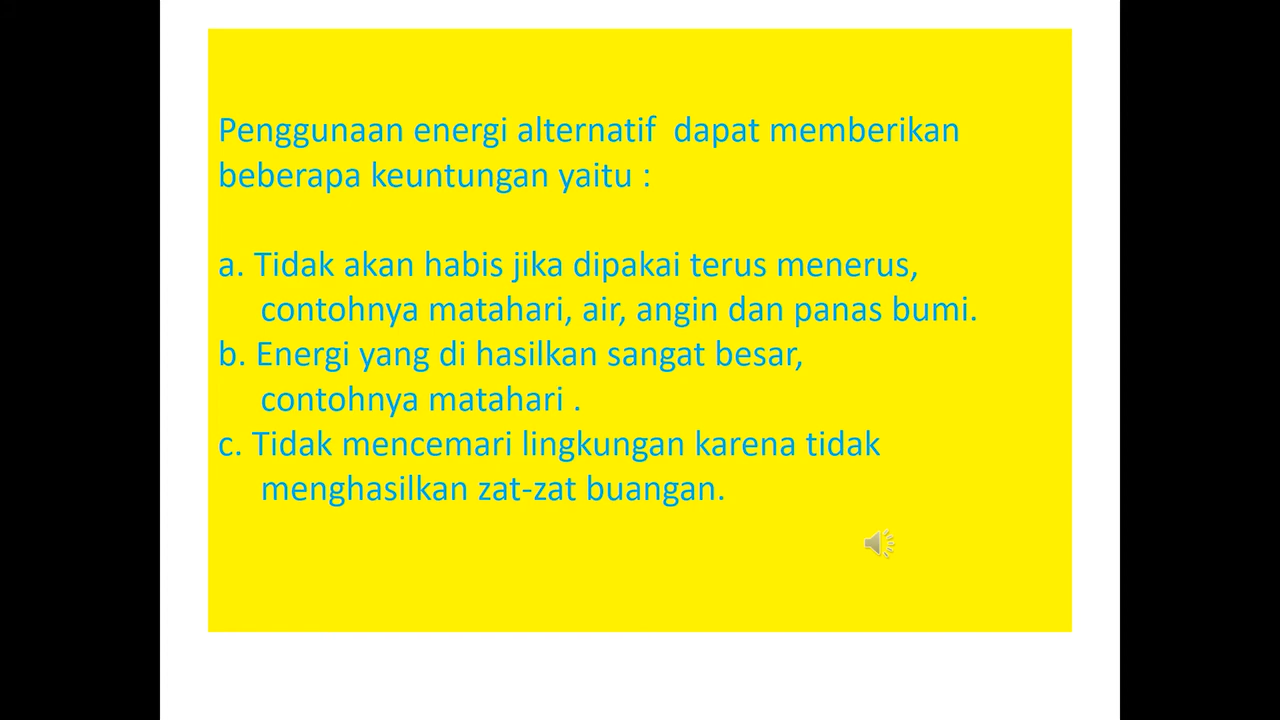 Penggunaan energi alternatif  dapat memberikan
beberapa keuntungan yaitu :
a. Tidak akan habis jika dipakai terus menerus,
contohnya matahari, air, angin dan panas bumi.
b. Energi yang di hasilkan sangat besar,
contohnya matahari .
c. Tidak mencemari lingkungan karena tidak
menghasilkan zat-zat buangan.